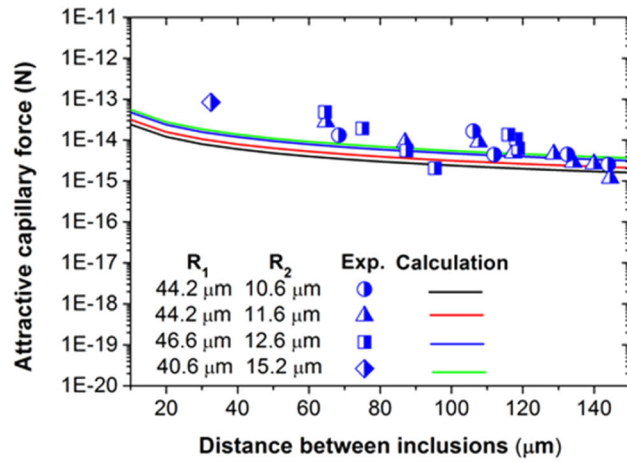 Attractive capillary force (N)
1E-11
1E-12
1E-13
1E-14
1E-15
1E-16
1E-17
1E-18
1E-19
1E-20
R₁ R₂ Exp. Calculation
44.2 μm 10.6 μm
44.2 μm 11.6 μm
46.6 μm 12.6 μm
40.6 μm 15.2 μm
20 40 60 80 100 120 140
Distance between inclusions (μm)